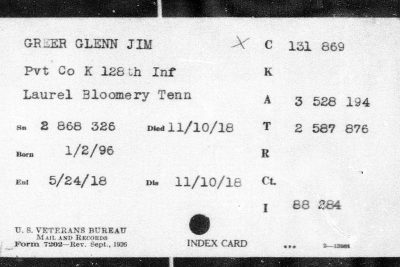 GREER GLENN JIM X C 131 869
Pvt Co K 128th Inf K
Laurel Bloomery Tenn A 3 528 194
Sn 2 868 326 Died 11/10/18 T 2 587 876
Born 1/2/96 R
Enl 5/24/18 Dis 11/10/18 Ct.
I 88 284
U. S. VETERANS BUREAU
MAIL AND RECORDS
Form 7202—Rev. Sept., 1926 INDEX CARD